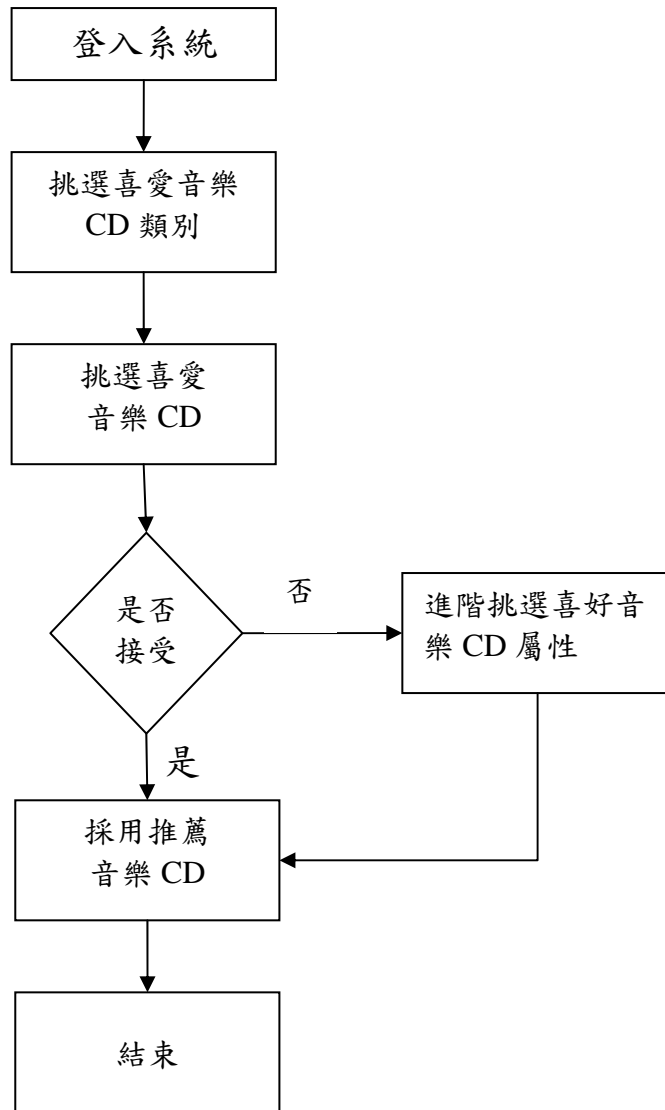 登入系統
挑選喜愛音樂
CD 類別
挑選喜愛
音樂 CD
是否
接受
否
進階挑選喜好音
樂 CD 屬性
是
採用推薦
音樂 CD
結束